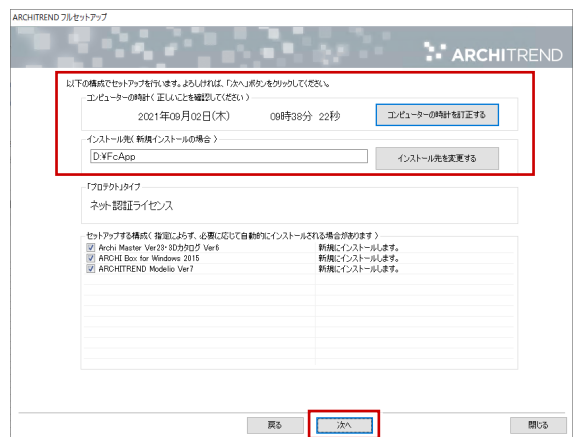 ARCHITREND フルセットアップ
ARCHITREND
以下の構成でセットアップを行います。よろしければ、「次へ」ボタンをクリックしてください。
コンピューターの時計( 正しいことを確認してください )
2021年09月02日(木) 09時38分 22秒 コンピューターの時計を訂正する
インストール先( 新規インストールの場合 )
D:¥FcApp インストール先を変更する
「プロテクト」タイプ
ネット認証ライセンス
セットアップする構成( 指定によらず、必要に応じて自動的にインストールされる場合があります )
Archi Master Ver23・3Dカタログ Ver6 新規にインストールします。
ARCHI Box for Windows 2015 新規にインストールします。
ARCHITREND Modelio Ver7 新規にインストールします。
戻る 次へ 閉じる